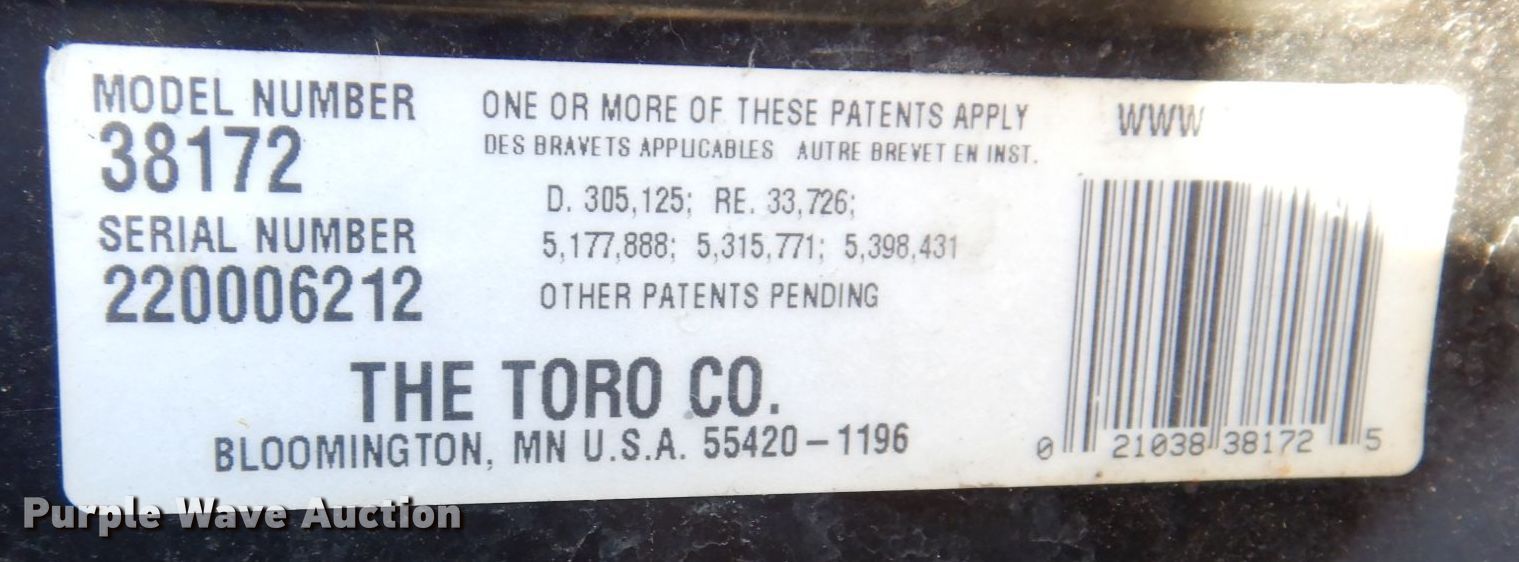 MODEL NUMBER
38172
SERIAL NUMBER
220006212
ONE OR MORE OF THESE PATENTS APPLY
DES BRAVETS APPLICABLES AUTRE BREVET EN INST.
D. 305,125; RE. 33,726;
5,177,888; 5,315,771; 5,398,431
OTHER PATENTS PENDING
WWW
THE TORO CO.
BLOOMINGTON, MN U.S.A. 55420-1196
0 21038 38172 5
Purple Wave Auction